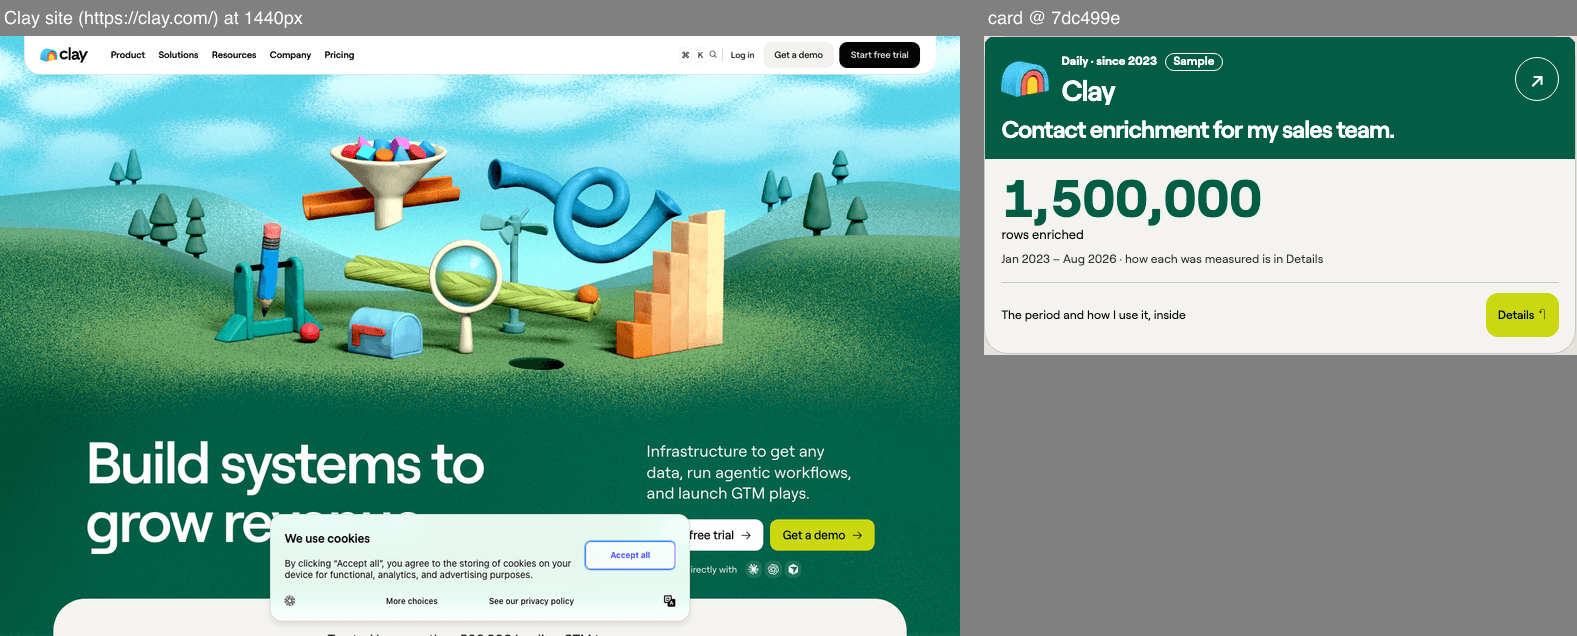 Clay site (https://clay.com/) at 1440px
clay
Product Solutions Resources Company Pricing
⌘ K
Log in
Get a demo
Start free trial
Build systems to
grow
Infrastructure to get any
data, run agentic workflows,
and launch GTM plays.
free trial →
Get a demo →
with
We use cookies
By clicking “Accept all”, you agree to the storing of cookies on your
device for functional, analytics, and advertising purposes.
Accept all
More choices
See our privacy policy
card @ 7dc499e
Daily · since 2023 Sample
Clay
Contact enrichment for my sales team.
1,500,000
rows enriched
Jan 2023 – Aug 2026 · how each was measured is in Details
The period and how I use it, inside
Details